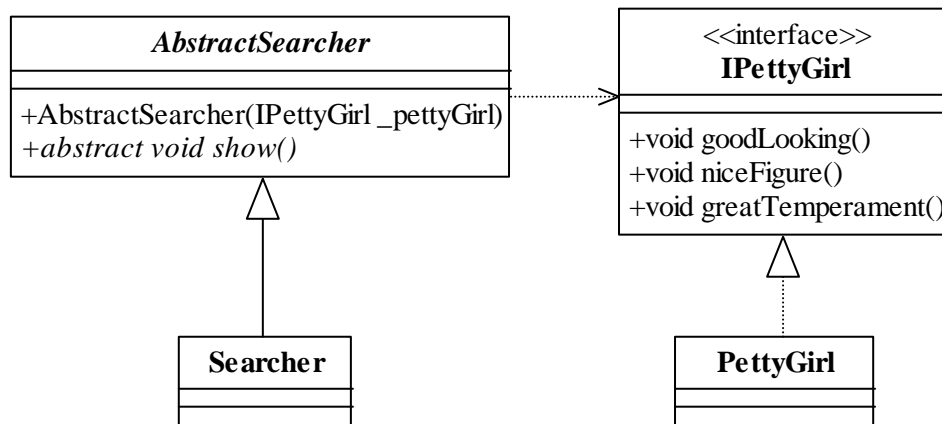 AbstractSearcher
+AbstractSearcher(IPettyGirl _pettyGirl)
+abstract void show()
<<interface>>
IPettyGirl
+void goodLooking()
+void niceFigure()
+void greatTemperament()
Searcher
PettyGirl